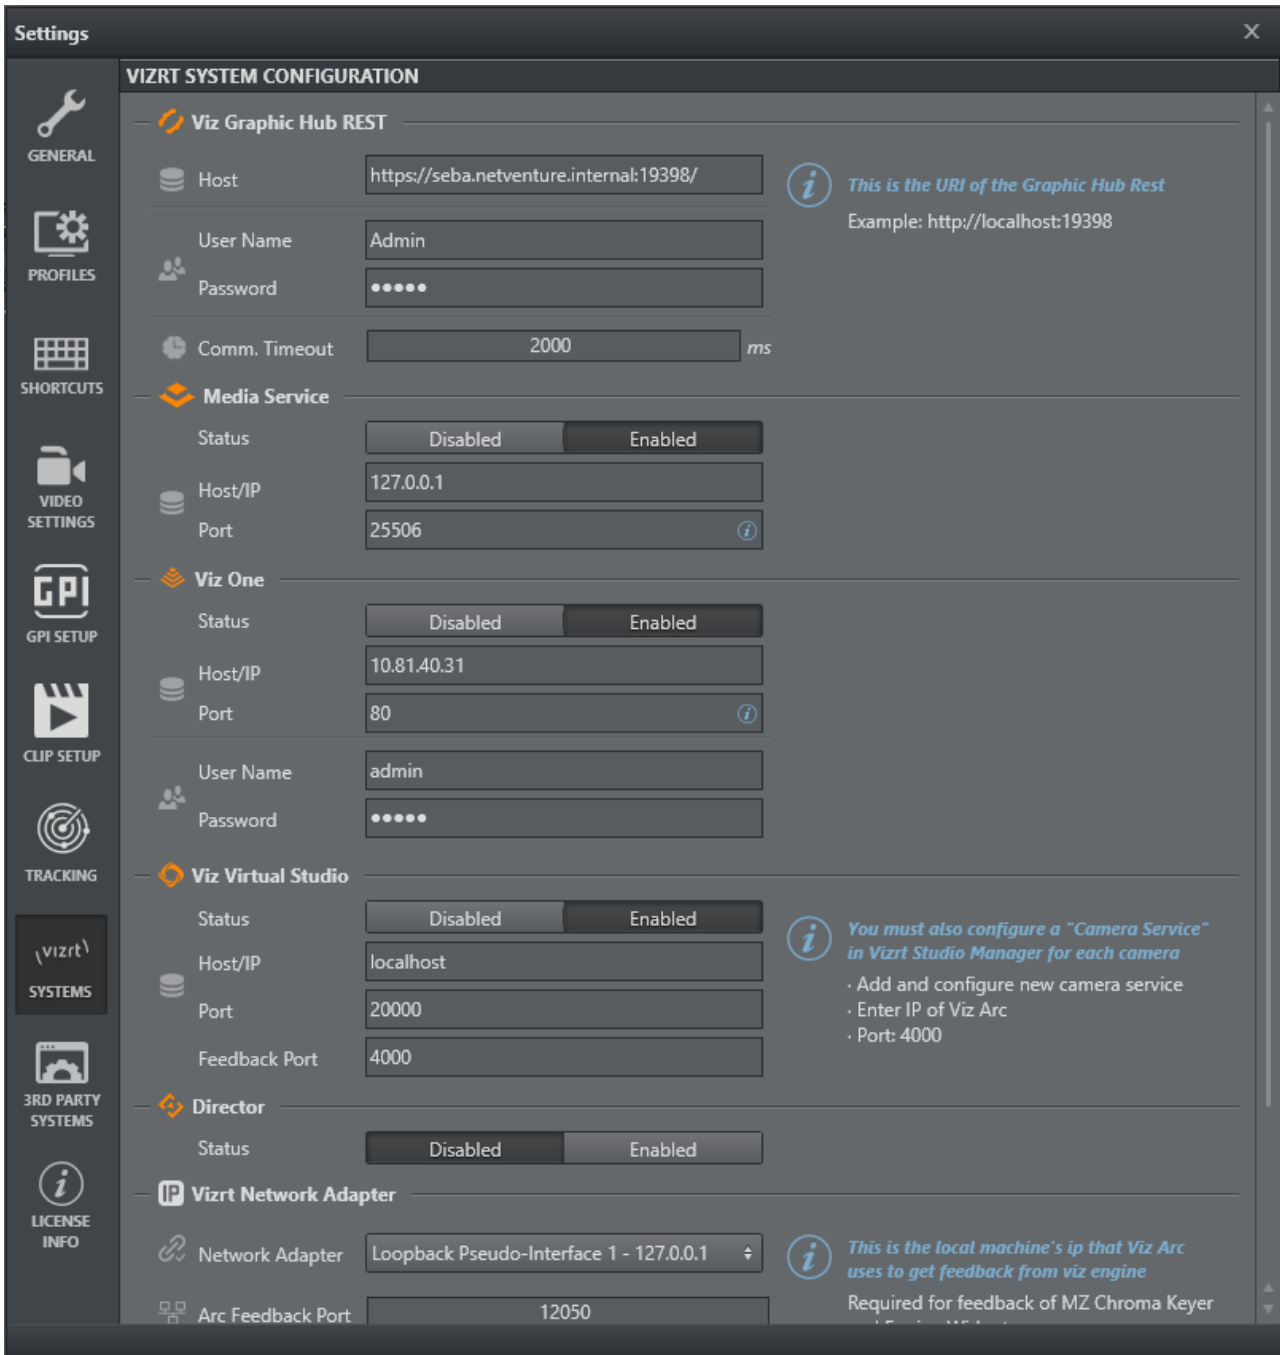 Settings
VIZRT SYSTEM CONFIGURATION
GENERAL
PROFILES
SHORTCUTS
VIDEO
SETTINGS
GPI
GPI SETUP
CLIP SETUP
TRACKING
vizrt
SYSTEMS
3RD PARTY
SYSTEMS
LICENSE
INFO
Viz Graphic Hub REST
Host https://seba.netventure.internal:19398/
This is the URI of the Graphic Hub Rest
Example: http://localhost:19398
User Name Admin
Password •••••
Comm. Timeout 2000 ms
Media Service
Status Disabled Enabled
Host/IP 127.0.0.1
Port 25506
Viz One
Status Disabled Enabled
Host/IP 10.81.40.31
Port 80
User Name admin
Password •••••
Viz Virtual Studio
Status Disabled Enabled
Host/IP localhost
Port 20000
Feedback Port 4000
You must also configure a "Camera Service"
in Vizrt Studio Manager for each camera
· Add and configure new camera service
· Enter IP of Viz Arc
· Port: 4000
Director
Status Disabled Enabled
IP Vizrt Network Adapter
Network Adapter Loopback Pseudo-Interface 1 - 127.0.0.1
Arc Feedback Port 12050
This is the local machine's ip that Viz Arc
uses to get feedback from viz engine
Required for feedback of MZ Chroma Keyer